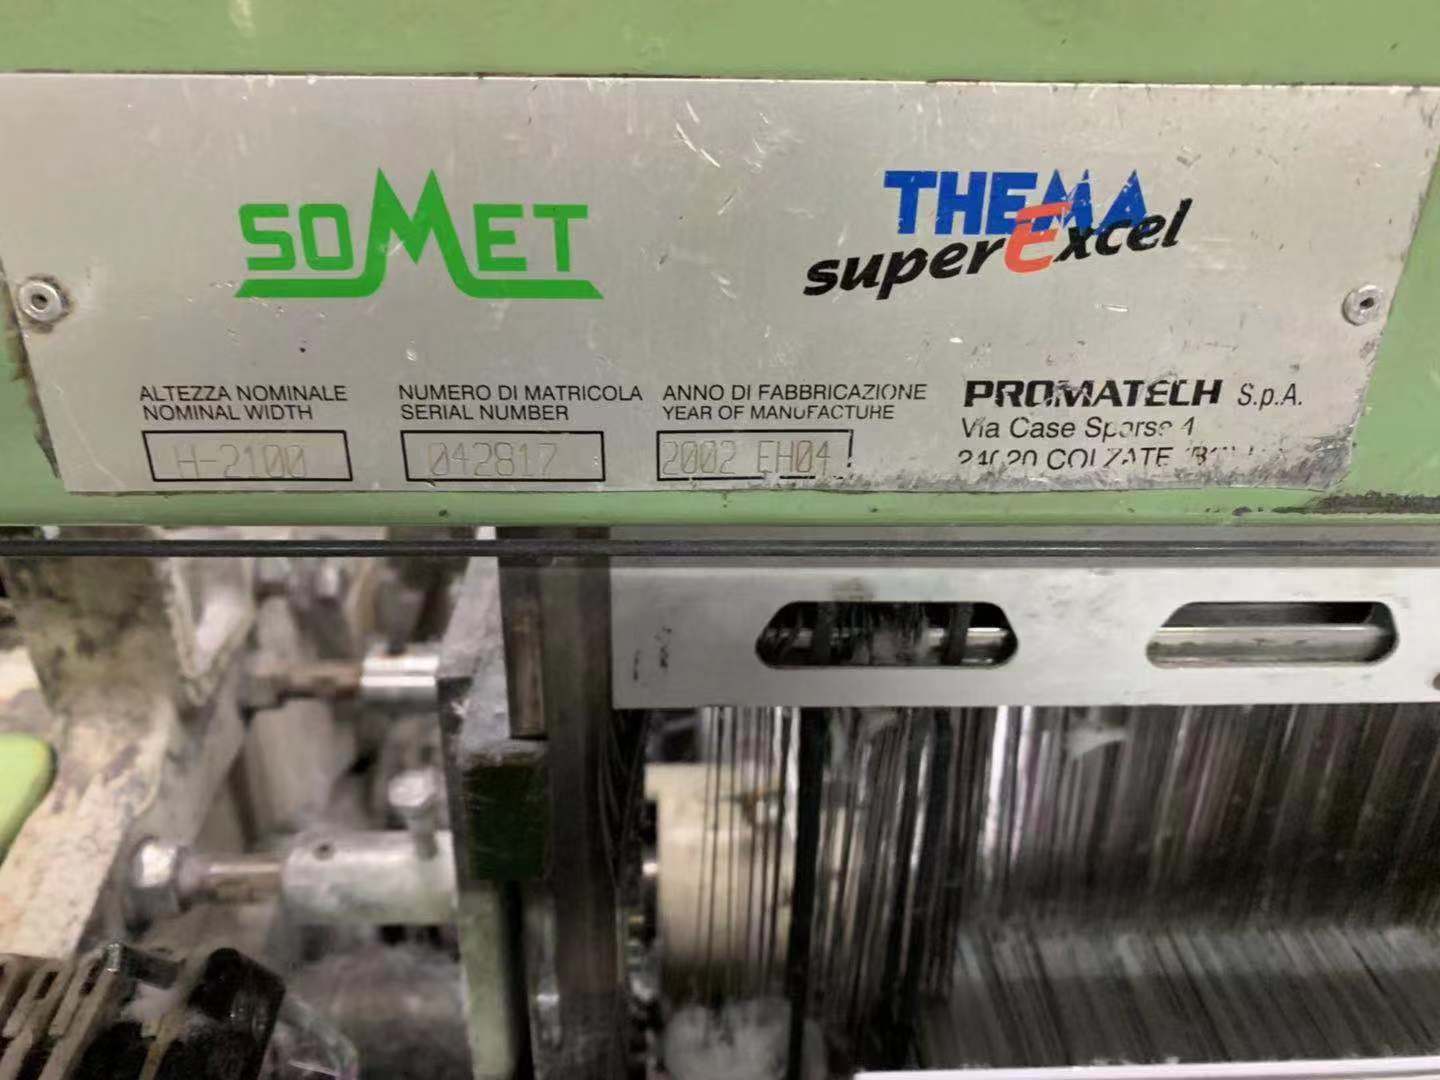 SOMET
THEMA
superExcel
ALTEZZA NOMINALE
NOMINAL WIDTH
H-2100
NUMERO DI MATRICOLA
SERIAL NUMBER
042817
ANNO DI FABBRICAZIONE
YEAR OF MANUFACTURE
2002 EH04
PROMATECH S.p.A.
Via Case Sparse 4
24020 COLZATE